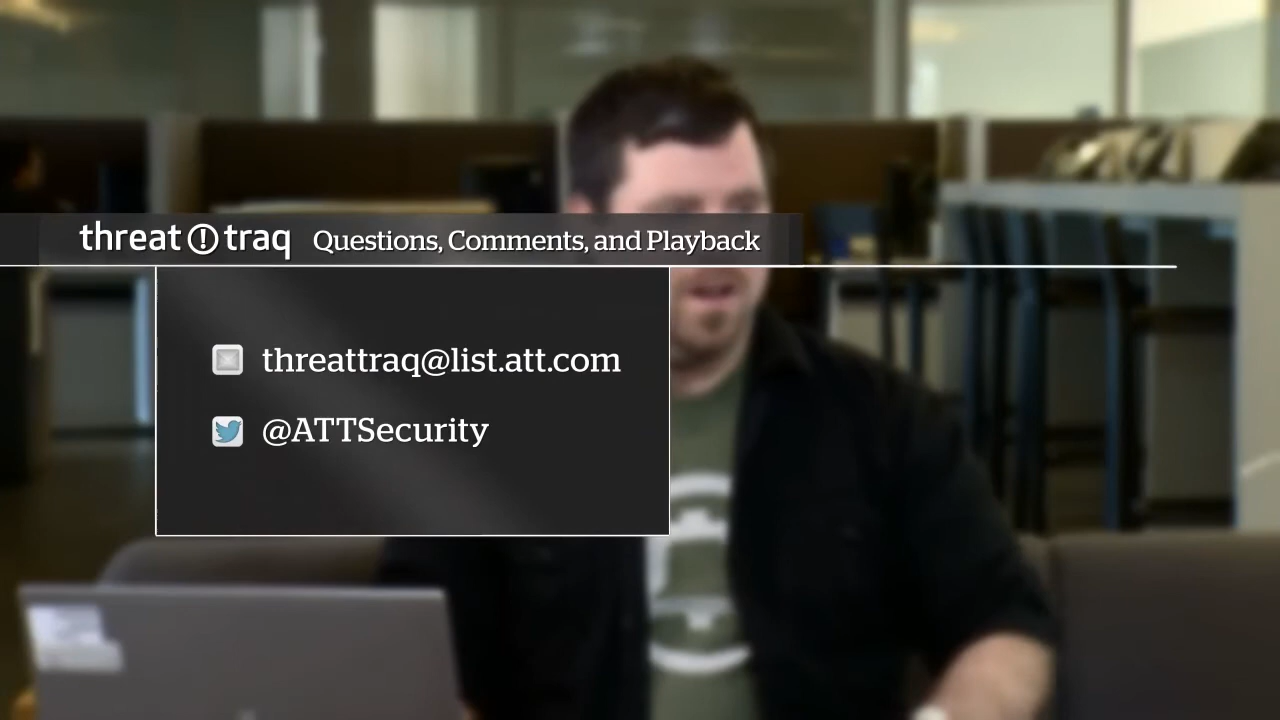 threat ! traq Questions, Comments, and Playback
threattraq@list.att.com
@ATTSecurity